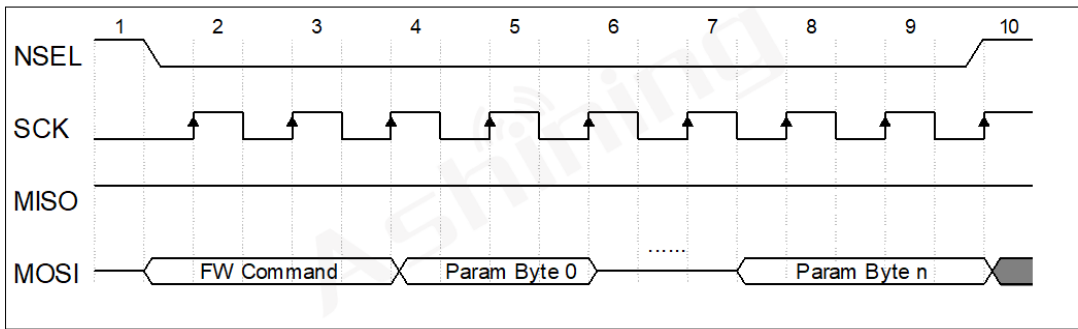 1 2 3 4 5 6 7 8 9 10
NSEL
SCK
MISO
......
MOSI FW Command Param Byte 0 Param Byte n
Ashining